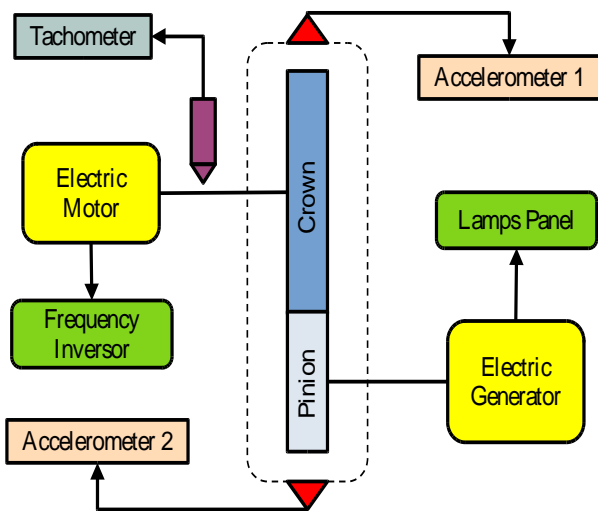 Tachometer
Accelerometer 1
Electric
Motor
Crown
Lamps Panel
Frequency
Inversor
Pinion
Electric
Generator
Accelerometer 2